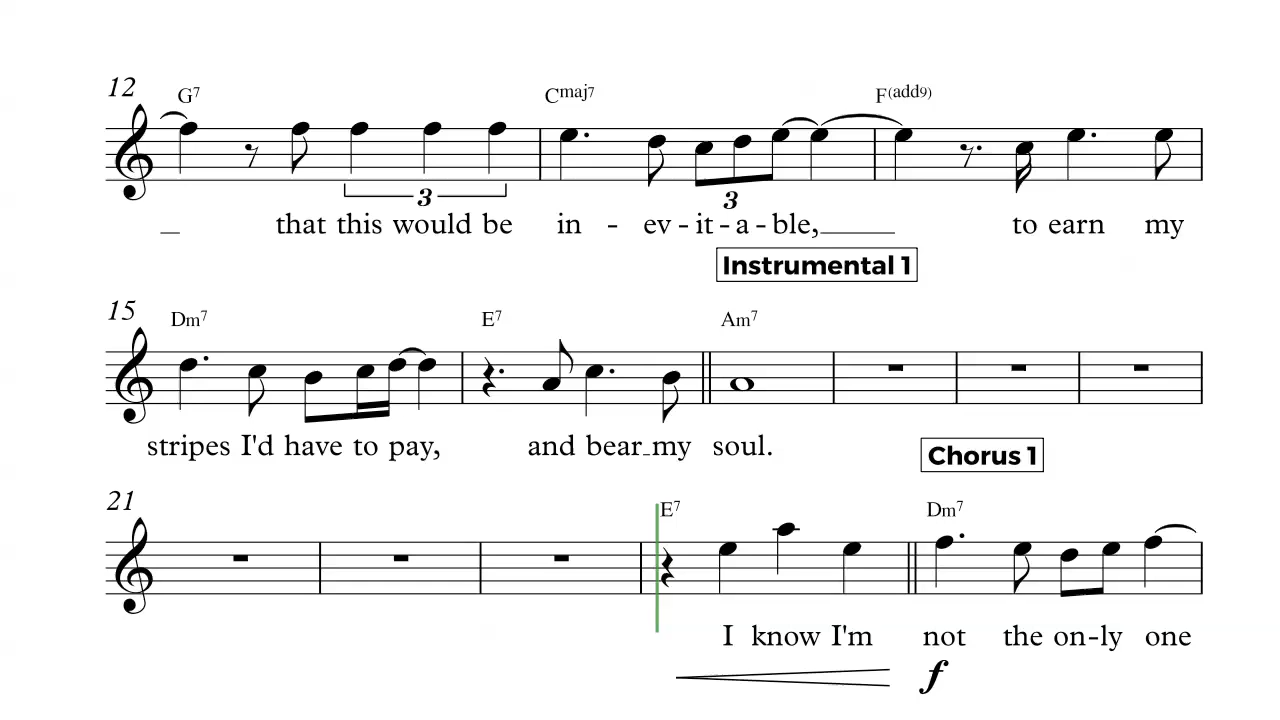 12
G7 Cmaj7 F(add9)
3 3
that this would be in - ev - it - a - ble, to earn my
Instrumental 1
15
Dm7 E7 Am7
stripes I'd have to pay, and bear my soul.
Chorus 1
21
E7 Dm7
I know I'm not the on-ly one
f